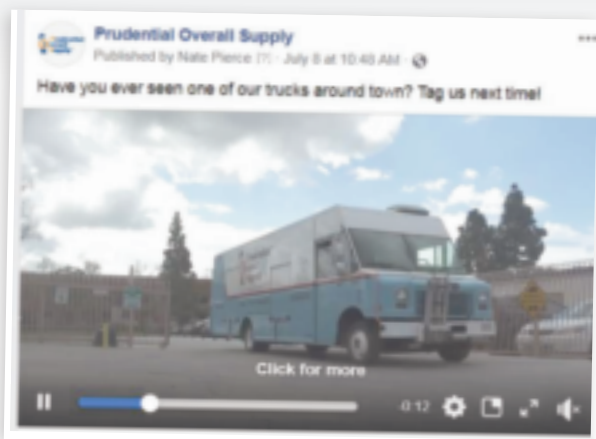 Prudential Overall Supply
Published by Nate Pierce [?] · July 8 at 10:48 AM ·
Have you ever seen one of our trucks around town? Tag us next time!
Click for more
-0:12